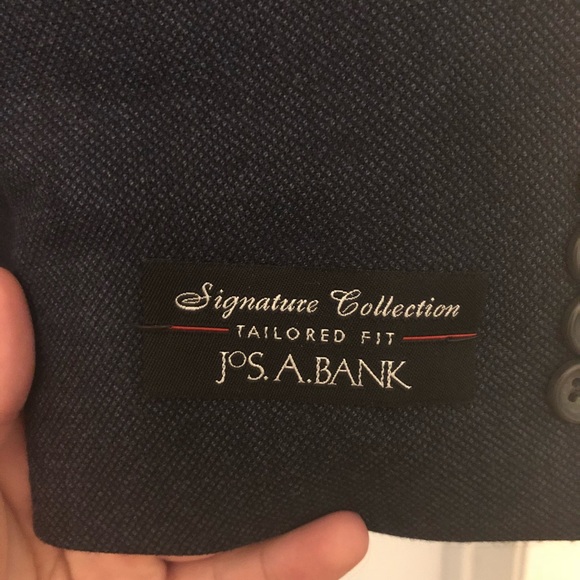 Signature Collection
TAILORED FIT
JOS. A. BANK